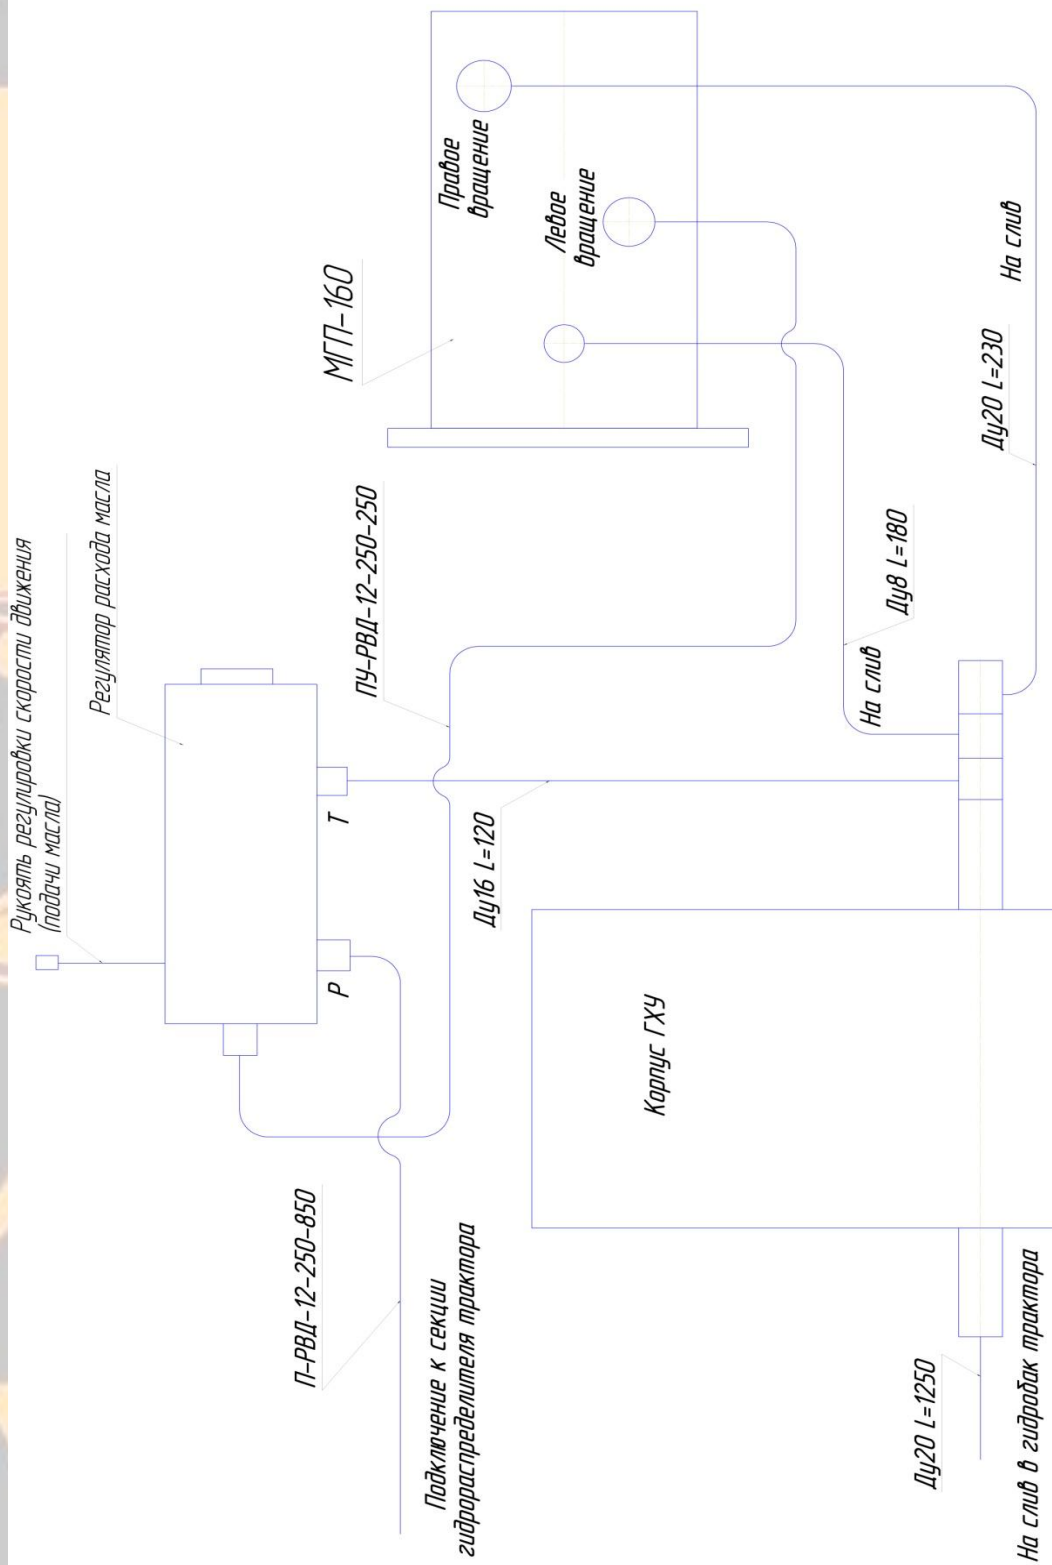 Рукоять регулировки скорости движения
(подачи масла)
Регулятор расхода масла
P
T
П-РВД-12-250-850
Подключение к секции
гидрораспределителя трактора
ПУ-РВД-12-250-250
МГП-160
Правое
вращение
Левое
вращение
Ду16 L=120
Корпус ГХУ
На слив
Ду8 L=180
Ду20 L=230
На слив
Ду20 L=1250
На слив в гидробак трактора